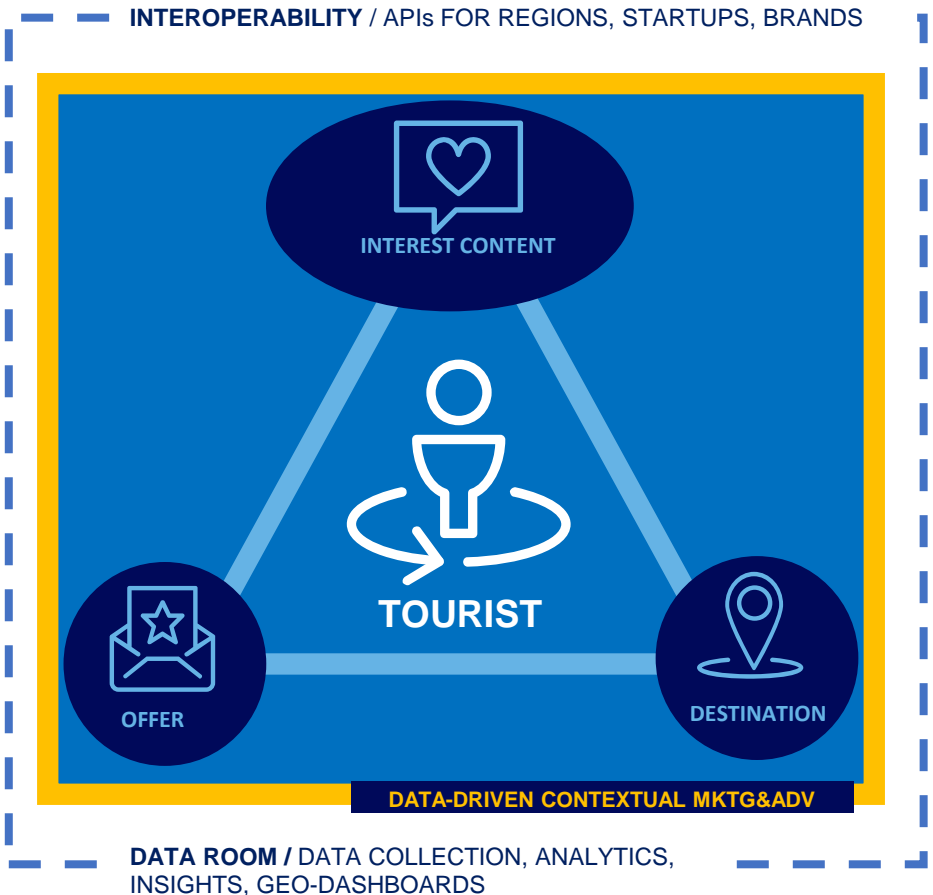 INTEROPERABILITY / APIs FOR REGIONS, STARTUPS, BRANDS
INTEREST CONTENT
TOURIST
OFFER
DESTINATION
DATA-DRIVEN CONTEXTUAL MKTG&ADV
DATA ROOM / DATA COLLECTION, ANALYTICS,
INSIGHTS, GEO-DASHBOARDS